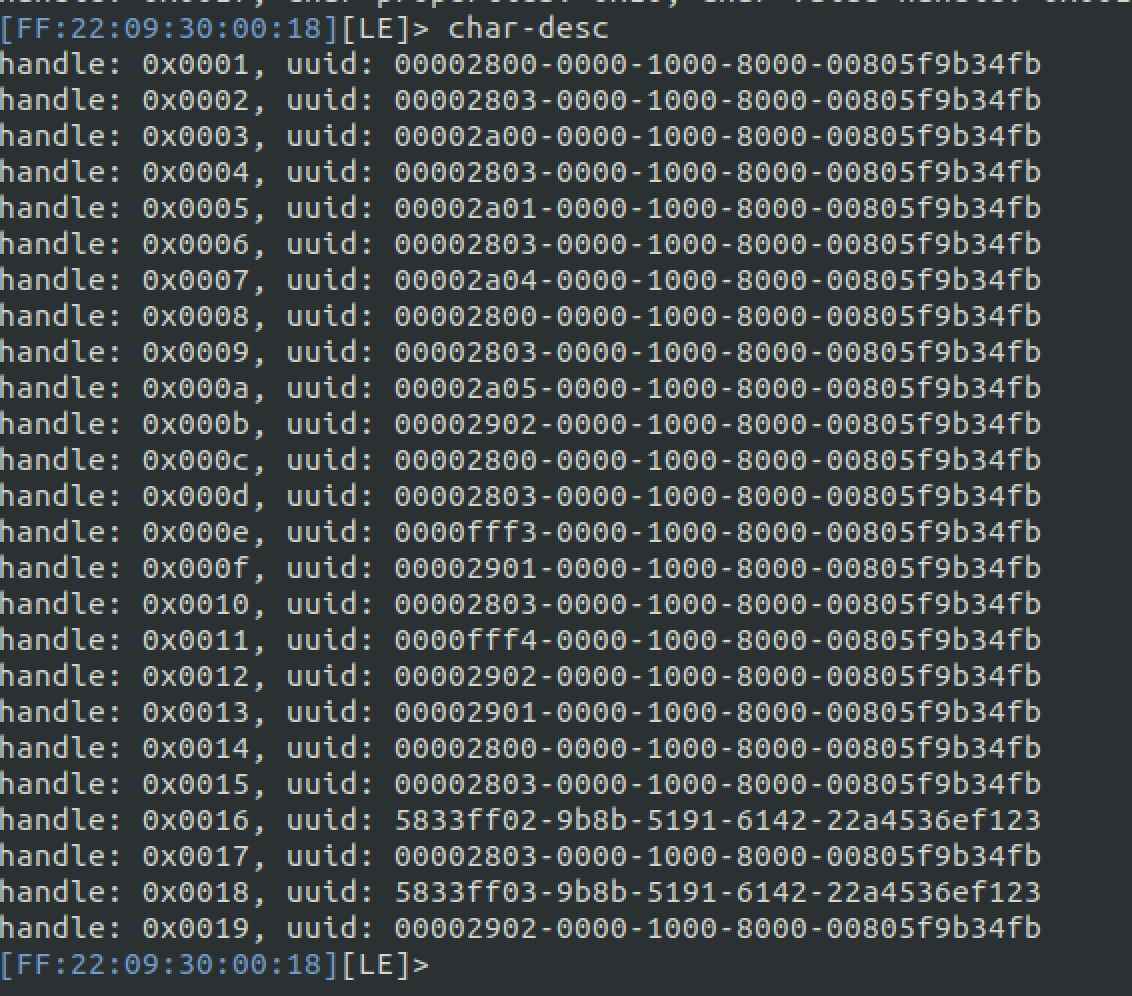 [FF:22:09:30:00:18][LE]> char-desc
handle: 0x0001, uuid: 00002800-0000-1000-8000-00805f9b34fb
handle: 0x0002, uuid: 00002803-0000-1000-8000-00805f9b34fb
handle: 0x0003, uuid: 00002a00-0000-1000-8000-00805f9b34fb
handle: 0x0004, uuid: 00002803-0000-1000-8000-00805f9b34fb
handle: 0x0005, uuid: 00002a01-0000-1000-8000-00805f9b34fb
handle: 0x0006, uuid: 00002803-0000-1000-8000-00805f9b34fb
handle: 0x0007, uuid: 00002a04-0000-1000-8000-00805f9b34fb
handle: 0x0008, uuid: 00002800-0000-1000-8000-00805f9b34fb
handle: 0x0009, uuid: 00002803-0000-1000-8000-00805f9b34fb
handle: 0x000a, uuid: 00002a05-0000-1000-8000-00805f9b34fb
handle: 0x000b, uuid: 00002902-0000-1000-8000-00805f9b34fb
handle: 0x000c, uuid: 00002800-0000-1000-8000-00805f9b34fb
handle: 0x000d, uuid: 00002803-0000-1000-8000-00805f9b34fb
handle: 0x000e, uuid: 0000fff3-0000-1000-8000-00805f9b34fb
handle: 0x000f, uuid: 00002901-0000-1000-8000-00805f9b34fb
handle: 0x0010, uuid: 00002803-0000-1000-8000-00805f9b34fb
handle: 0x0011, uuid: 0000fff4-0000-1000-8000-00805f9b34fb
handle: 0x0012, uuid: 00002902-0000-1000-8000-00805f9b34fb
handle: 0x0013, uuid: 00002901-0000-1000-8000-00805f9b34fb
handle: 0x0014, uuid: 00002800-0000-1000-8000-00805f9b34fb
handle: 0x0015, uuid: 00002803-0000-1000-8000-00805f9b34fb
handle: 0x0016, uuid: 5833ff02-9b8b-5191-6142-22a4536ef123
handle: 0x0017, uuid: 00002803-0000-1000-8000-00805f9b34fb
handle: 0x0018, uuid: 5833ff03-9b8b-5191-6142-22a4536ef123
handle: 0x0019, uuid: 00002902-0000-1000-8000-00805f9b34fb
[FF:22:09:30:00:18][LE]>